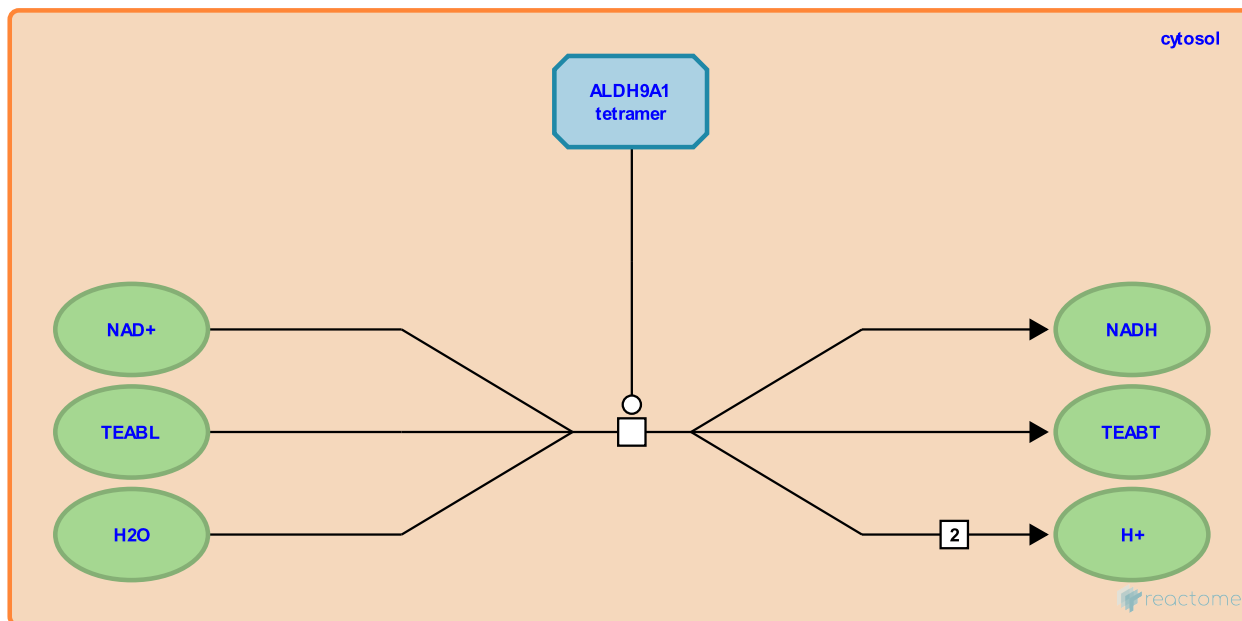 cytosol
ALDH9A1
tetramer
NAD+
NADH
TEABL
TEABT
H2O
2
H+
reactome